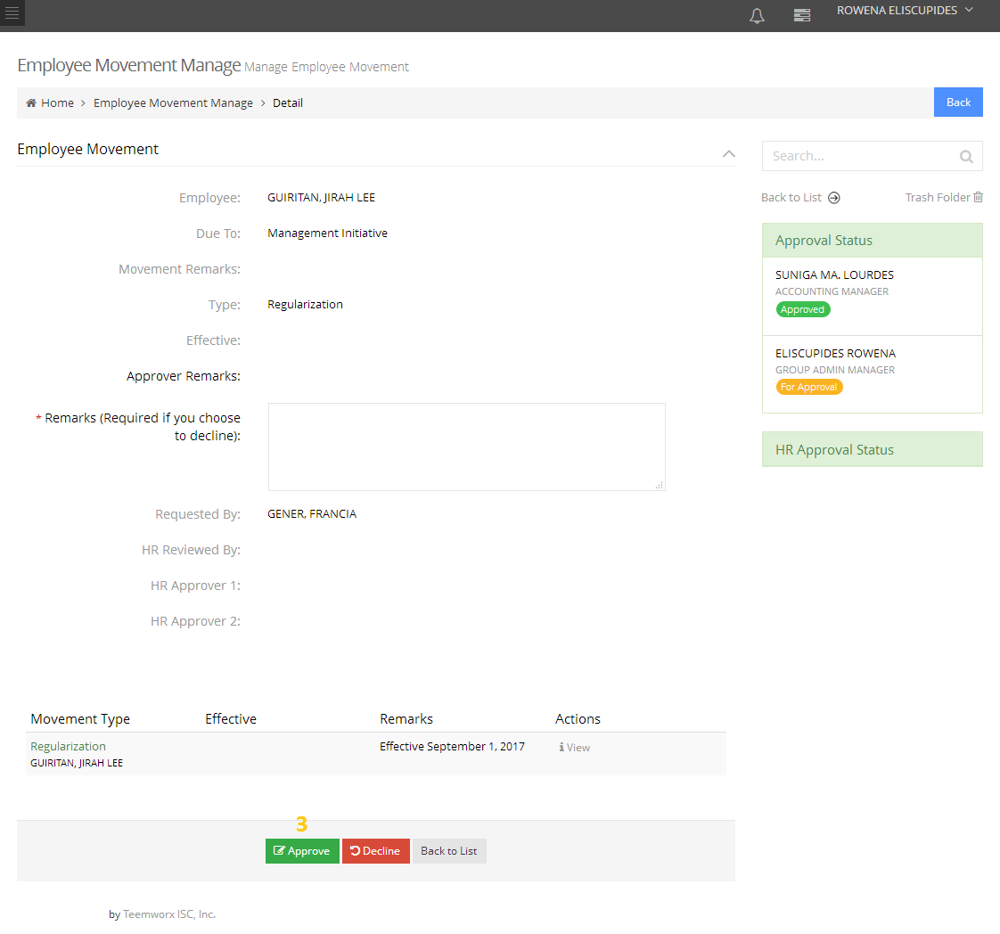 ROWENA ELISCUPIDES
Employee Movement Manage Manage Employee Movement
Home > Employee Movement Manage > Detail
Back
Employee Movement
Search...
Employee: GUIRITAN, JIRAH LEE
Back to List
Trash Folder
Due To: Management Initiative
Approval Status
Movement Remarks:
SUNIGA MA. LOURDES
ACCOUNTING MANAGER
Approved
Type: Regularization
Effective:
ELISCUPIDES ROWENA
GROUP ADMIN MANAGER
For Approval
Approver Remarks:
* Remarks (Required if you choose
to decline):
HR Approval Status
Requested By: GENER, FRANCIA
HR Reviewed By:
HR Approver 1:
HR Approver 2:
Movement Type Effective Remarks Actions
Regularization Effective September 1, 2017 View
GUIRITAN, JIRAH LEE
3
Approve Decline Back to List
by Teemworx ISC, Inc.